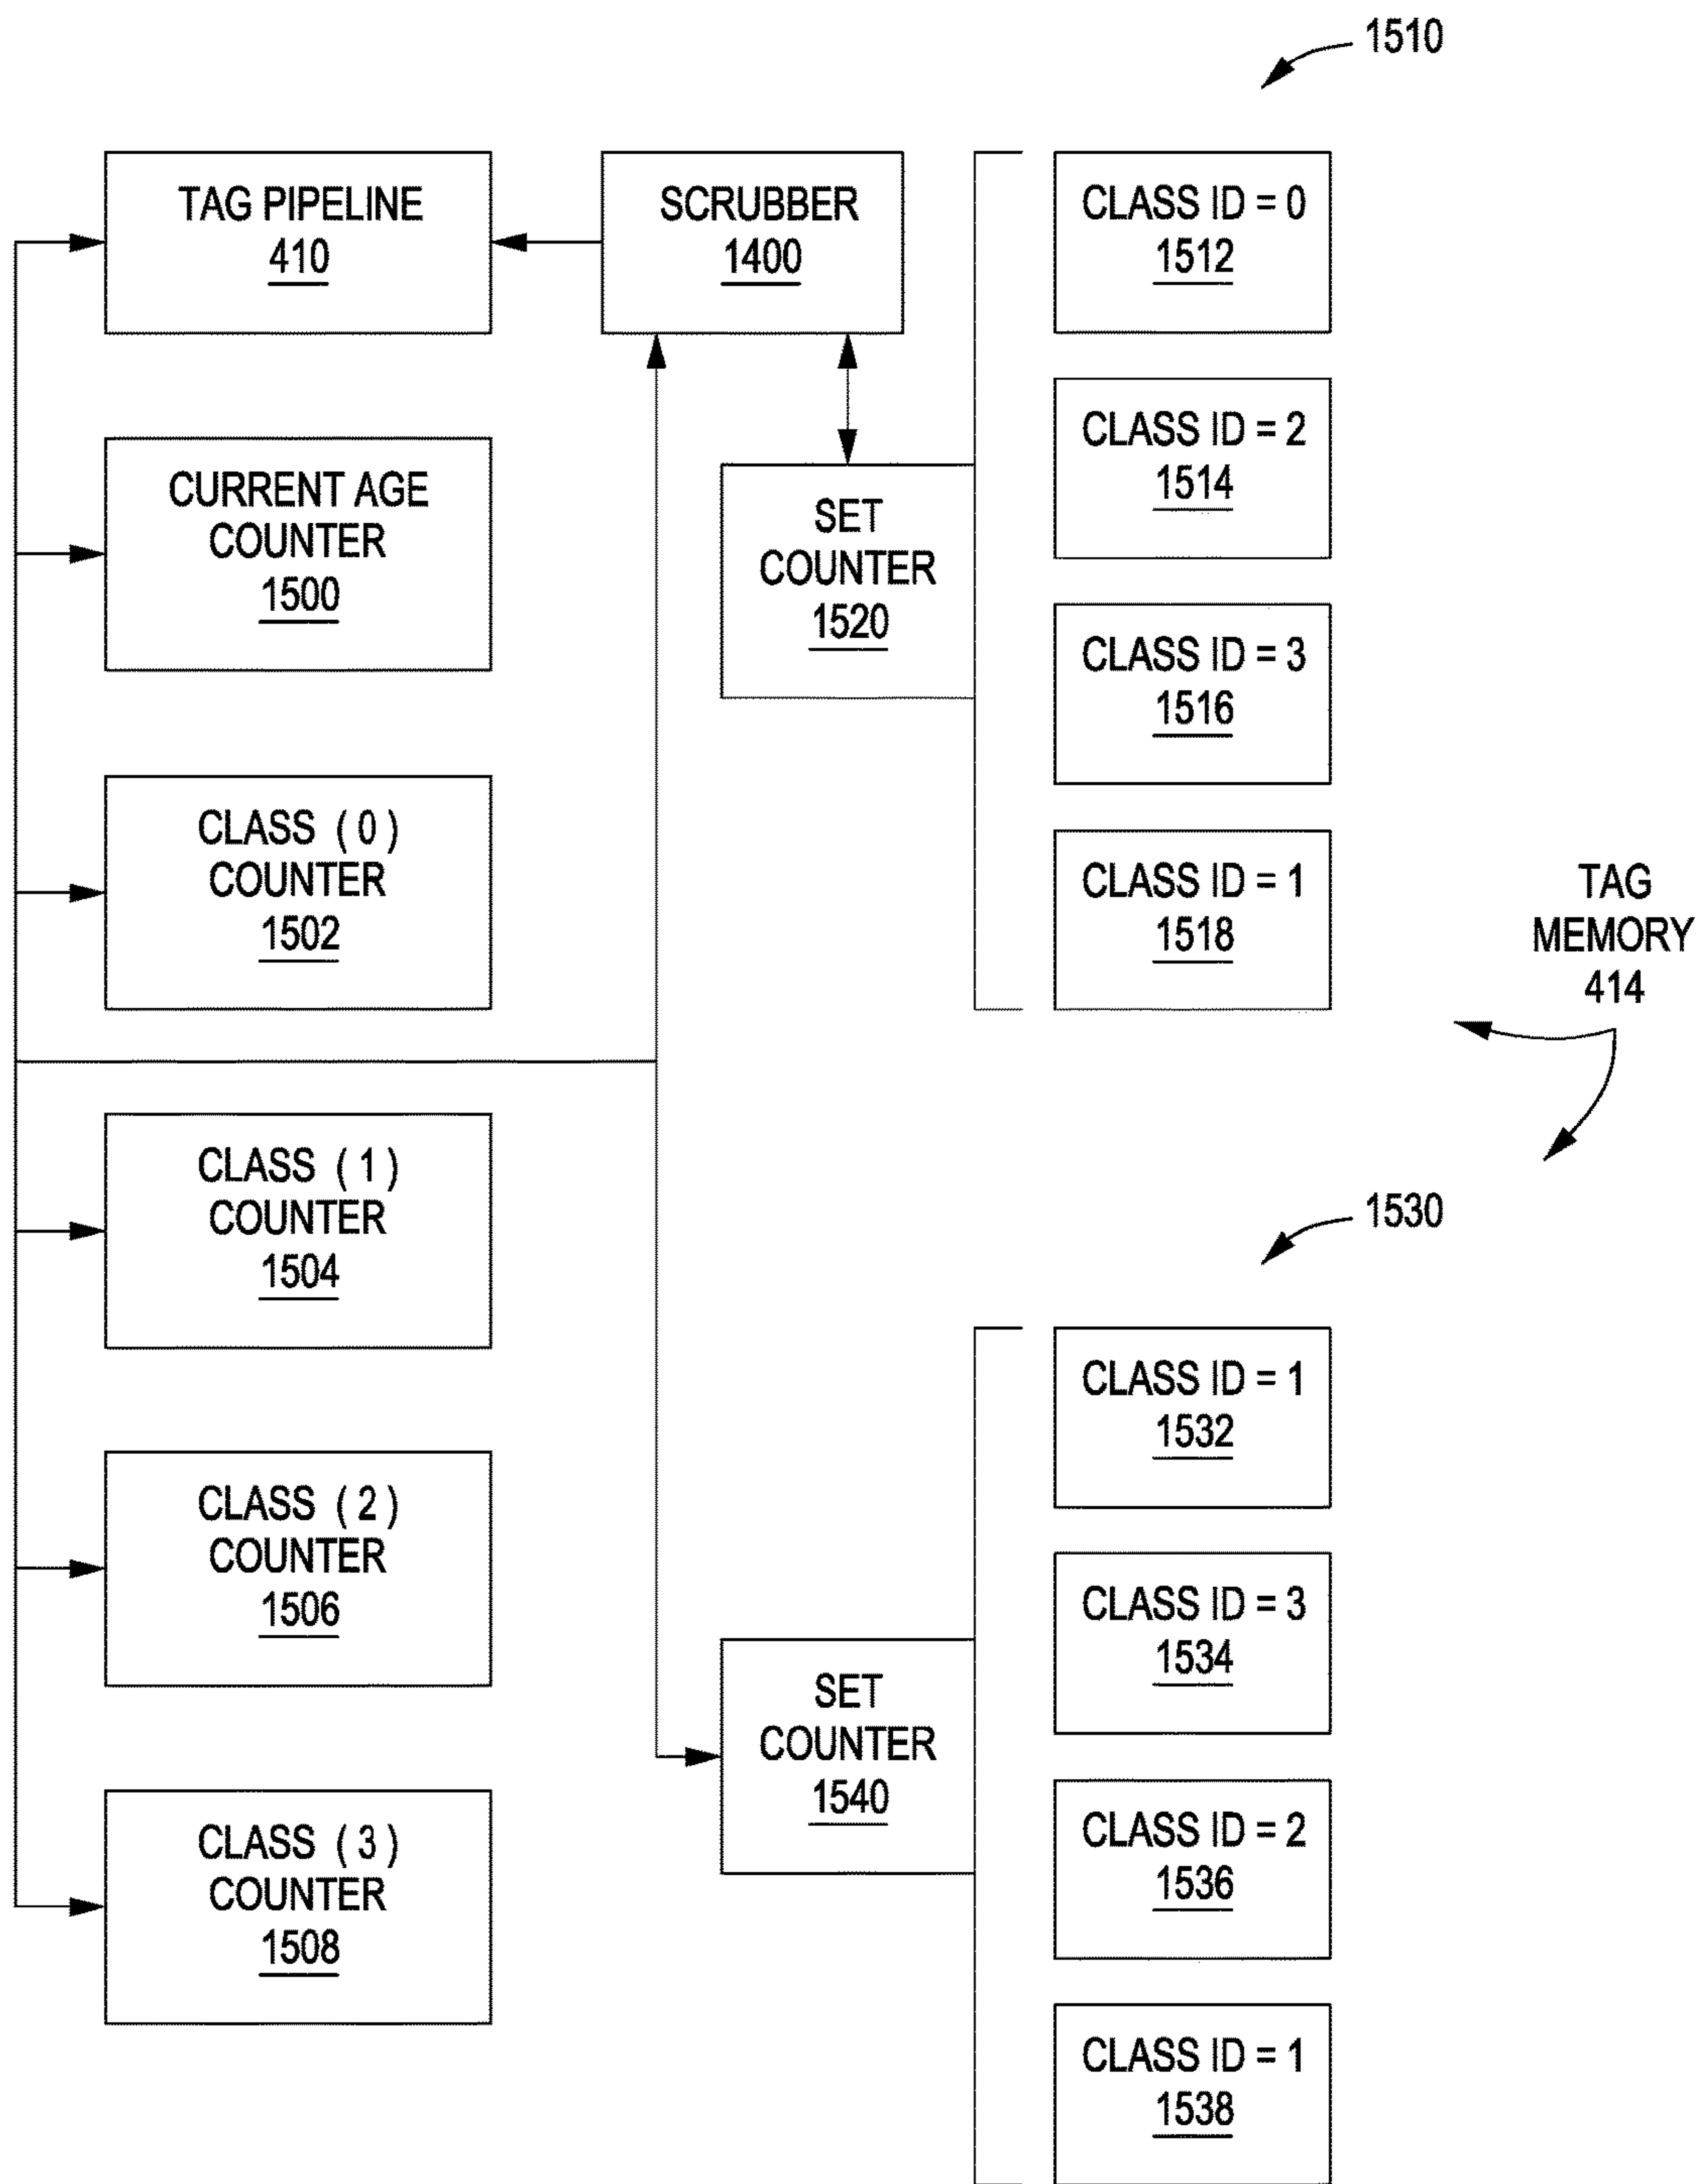 1510
TAG PIPELINE
410
SCRUBBER
1400
CLASS ID = 0
1512
CURRENT AGE
COUNTER
1500
SET
COUNTER
1520
CLASS ID = 2
1514
CLASS ID = 3
1516
CLASS ( 0 )
COUNTER
1502
CLASS ID = 1
1518
TAG
MEMORY
414
CLASS ( 1 )
COUNTER
1504
1530
CLASS ID = 1
1532
CLASS ( 2 )
COUNTER
1506
CLASS ID = 3
1534
SET
COUNTER
1540
CLASS ( 3 )
COUNTER
1508
CLASS ID = 2
1536
CLASS ID = 1
1538